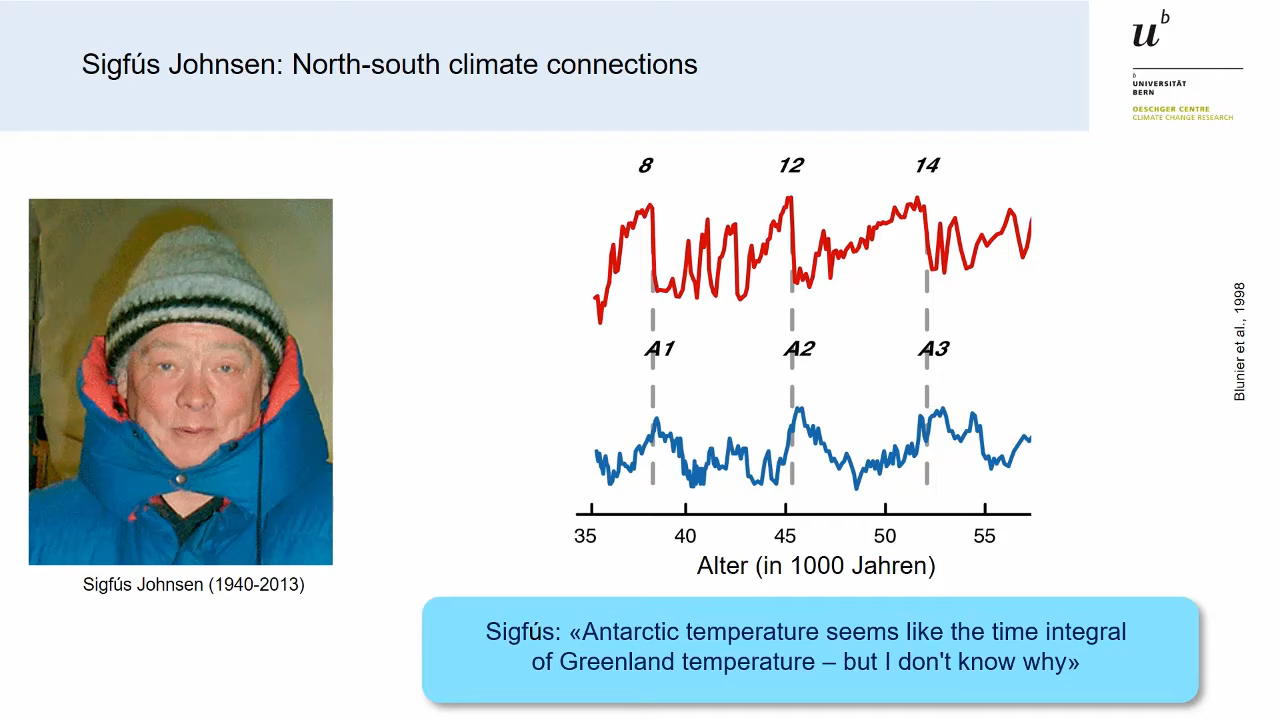 Sigfús Johnsen: North-south climate connections
u b
b
UNIVERSITÄT
BERN
OESCHGER CENTRE
CLIMATE CHANGE RESEARCH
8 12 14
A1 A2 A3
35 40 45 50 55
Alter (in 1000 Jahren)
Blunier et al., 1998
Sigfús Johnsen (1940-2013)
Sigfús: «Antarctic temperature seems like the time integral
of Greenland temperature – but I don't know why»